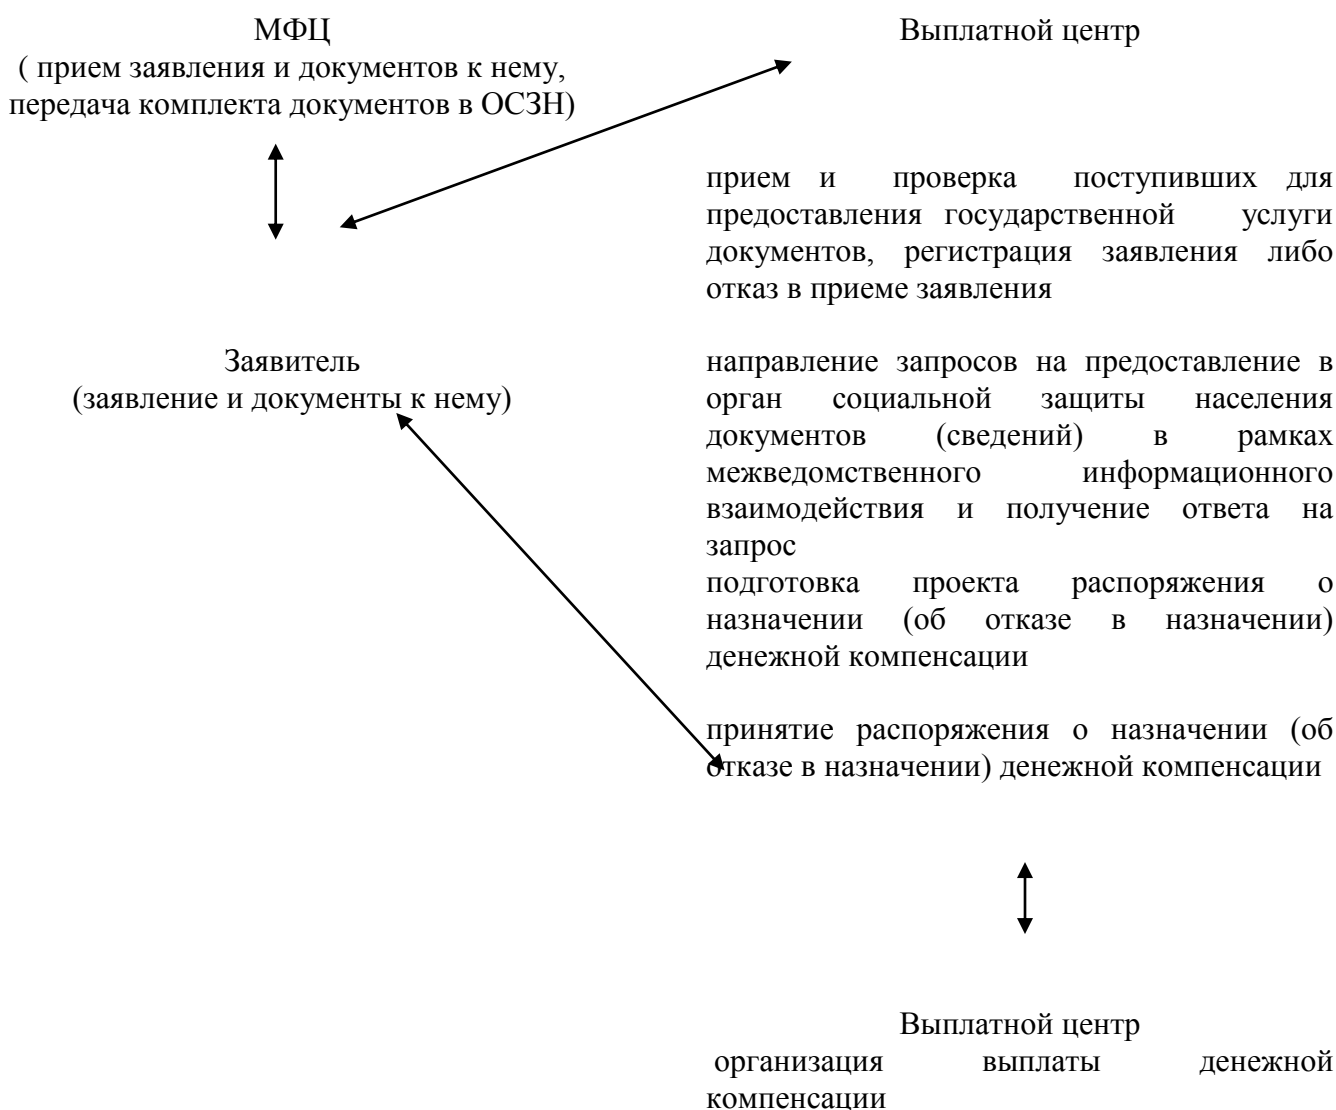 МФЦ
( прием заявления и документов к нему,
передача комплекта документов в ОСЗН)
Заявитель
(заявление и документы к нему)
Выплатной центр
прием и проверка поступивших для
предоставления государственной услуги
документов, регистрация заявления либо
отказ в приеме заявления
направление запросов на предоставление в
орган социальной защиты населения
документов (сведений) в рамках
межведомственного информационного
взаимодействия и получение ответа на
запрос
подготовка проекта распоряжения о
назначении (об отказе в назначении)
денежной компенсации
принятие распоряжения о назначении (об
отказе в назначении) денежной компенсации
Выплатной центр
организация выплаты денежной
компенсации